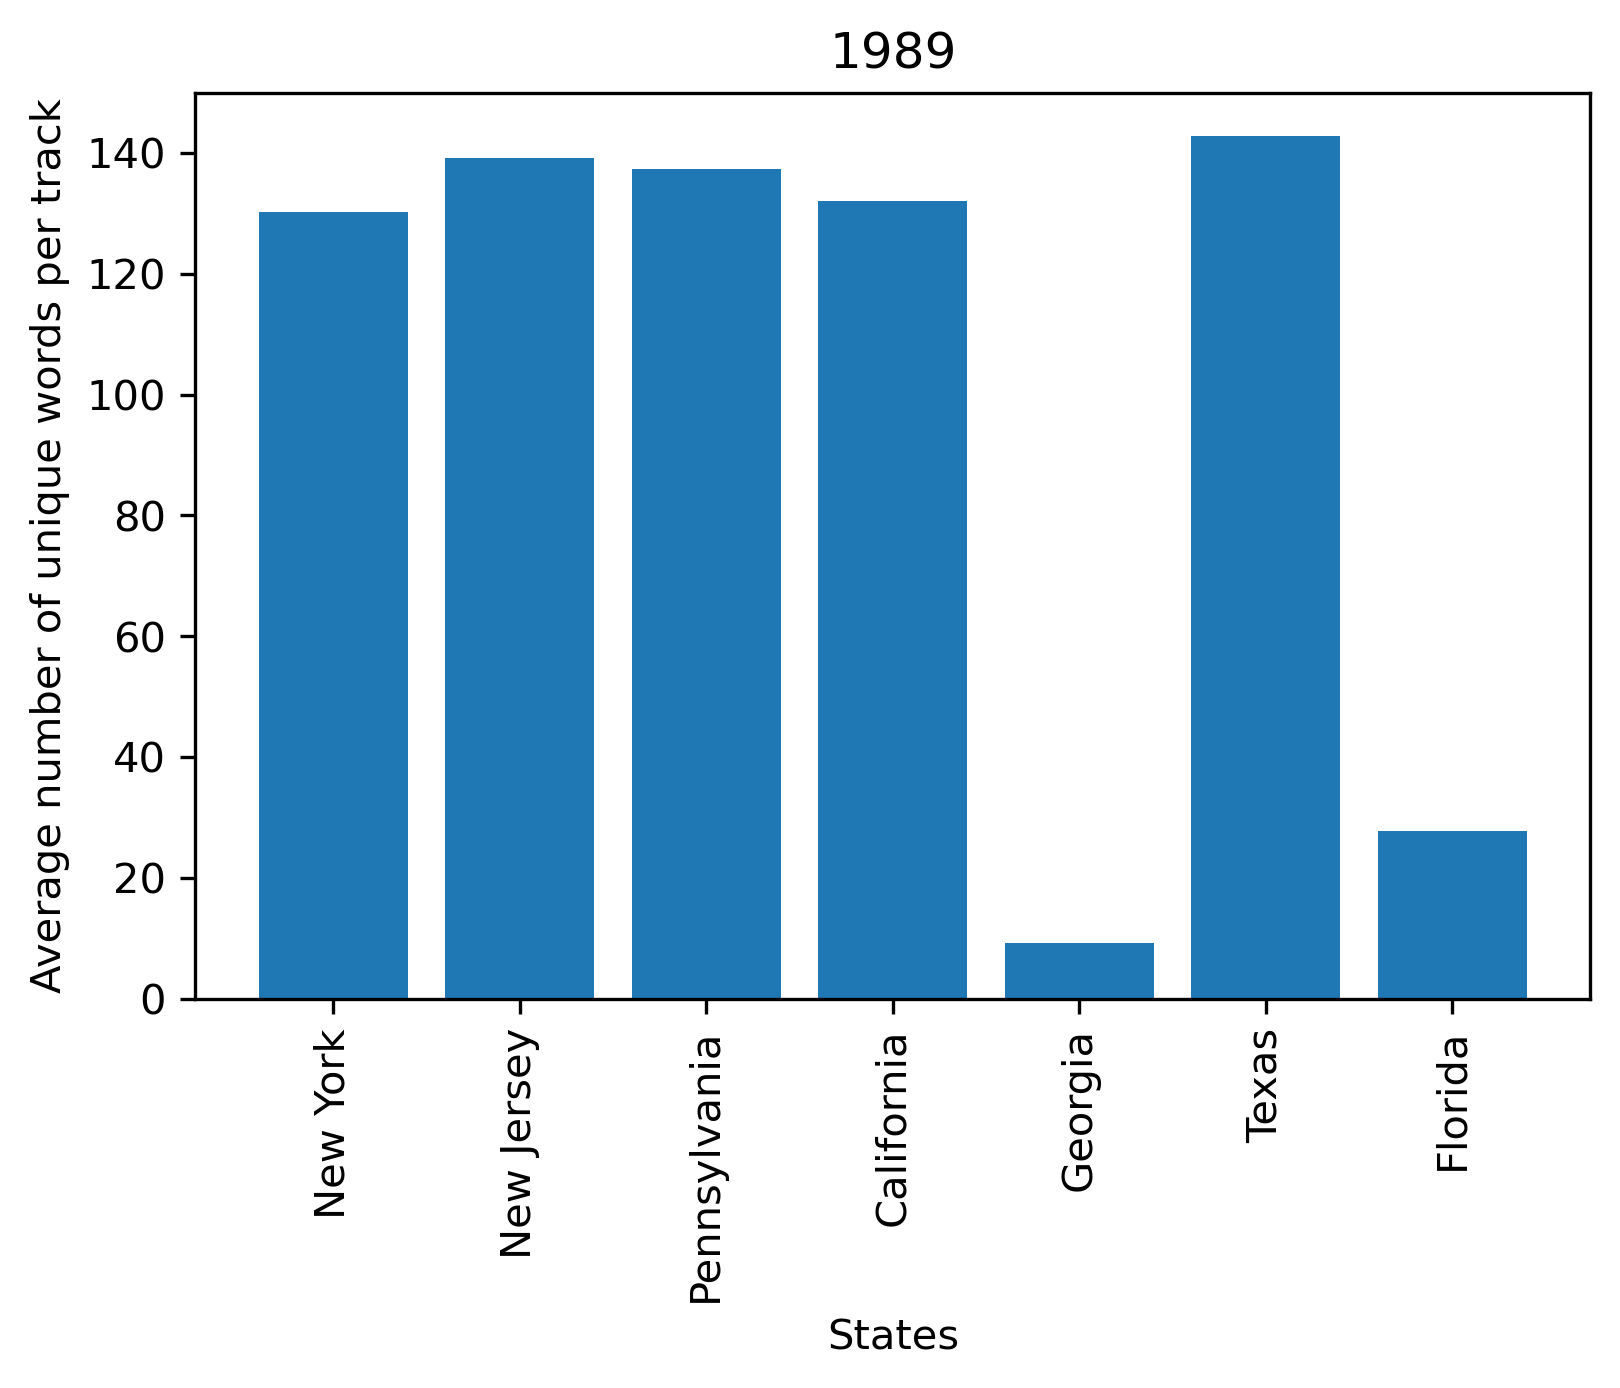 1989
Average number of unique words per track
140
120
100
80
60
40
20
0
New York
New Jersey
Pennsylvania
California
Georgia
Texas
Florida
States